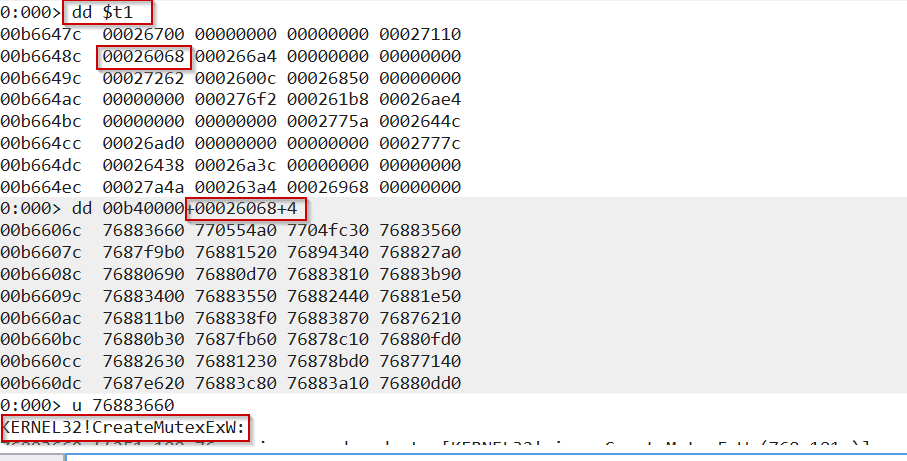 0:000> dd $t1
00b6647c  00026700 00000000 00000000 00027110
00b6648c  00026068 000266a4 00000000 00000000
00b6649c  00027262 0002600c 00026850 00000000
00b664ac  00000000 000276f2 000261b8 00026ae4
00b664bc  00000000 00000000 0002775a 0002644c
00b664cc  00026ad0 00000000 00000000 0002777c
00b664dc  00026438 00026a3c 00000000 00000000
00b664ec  00027a4a 000263a4 00026968 00000000
0:000> dd 00b40000+00026068+4
00b6606c  76883660 770554a0 7704fc30 76883560
00b6607c  7687f9b0 76881520 76894340 768827a0
00b6608c  76880690 76880d70 76883810 76883b90
00b6609c  76883400 76883550 76882440 76881e50
00b660ac  768811b0 768838f0 76883870 76876210
00b660bc  76880b30 7687fb60 76878c10 76880fd0
00b660cc  76882630 76881230 76878bd0 76877140
00b660dc  7687e620 76883c80 76883a10 76880dd0
0:000> u 76883660
KERNEL32!CreateMutexExW: